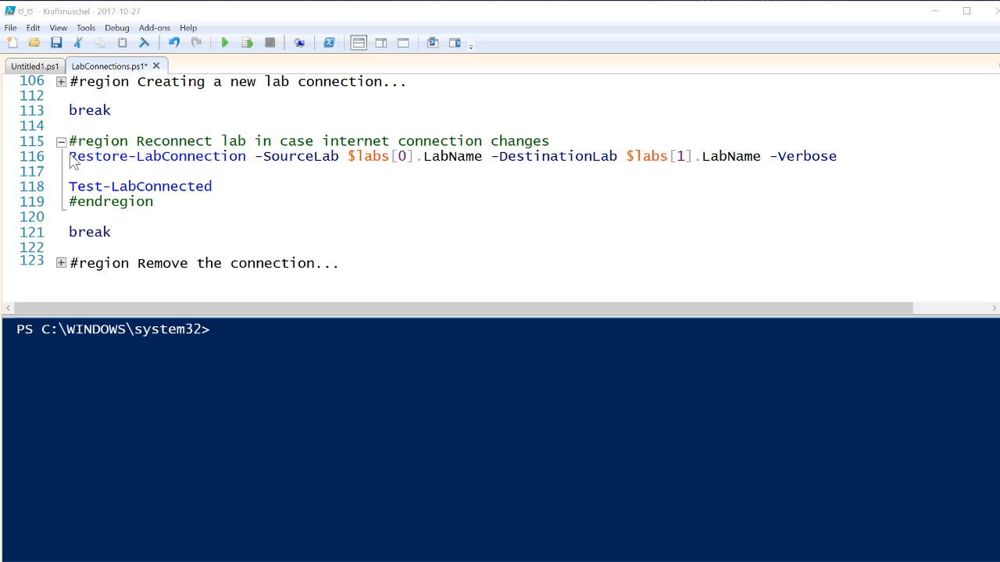 ಠ_ಠ - Kraftmuschel - 2017-10-27
File Edit View Tools Debug Add-ons Help
Untitled1.ps1 LabConnections.ps1*
106 #region Creating a new lab connection...
112
113 break
114
115 #region Reconnect lab in case internet connection changes
116 Restore-LabConnection -SourceLab $labs[0].LabName -DestinationLab $labs[1].LabName -Verbose
117
118 Test-LabConnected
119 #endregion
120
121 break
122
123 #region Remove the connection...
PS C:\WINDOWS\system32>